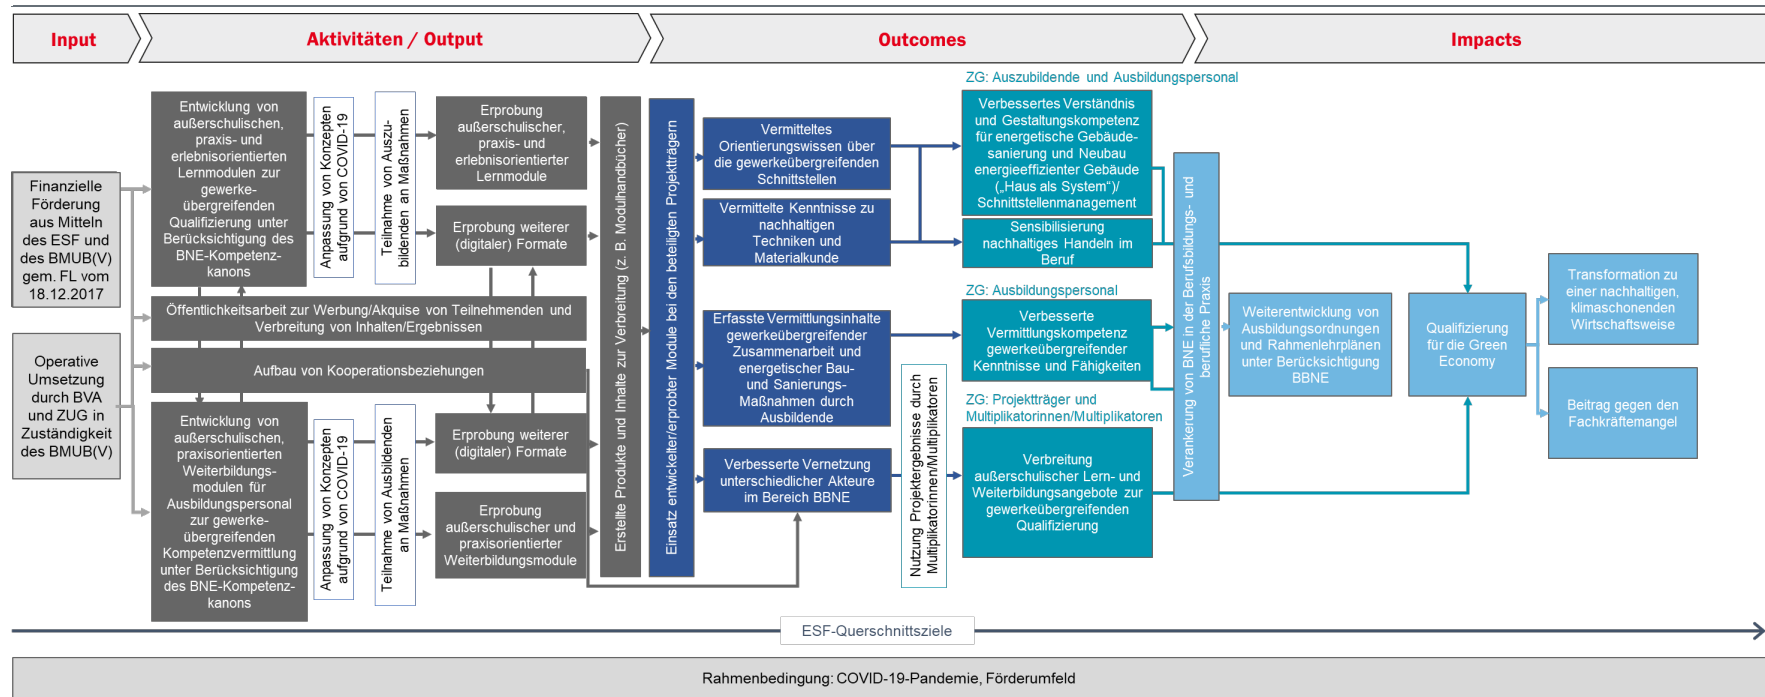 Input
Aktivitäten / Output
Outcomes
Impacts
Finanzielle
Förderung
aus Mitteln
des ESF und
des BMUB(V)
gem. FL vom
18.12.2017
Operative
Umsetzung
durch BVA
und ZUG in
Zuständigkeit
des BMUB(V)
Entwicklung von
außerschulischen,
praxis- und
erlebnisorientierten
Lernmodulen zur
gewerke-
übergreifenden
Qualifizierung unter
Berücksichtigung des
BNE-Kompetenz-
kanons
Anpassung von Konzepten
aufgrund von COVID-19
Teilnahme von Auszu-
bildenden an Maßnahmen
Erprobung
außerschulischer,
praxis- und
erlebnisorientierter
Lernmodule
Erprobung weiterer
(digitaler) Formate
Öffentlichkeitsarbeit zur Werbung/Akquise von Teilnehmenden und
Verbreitung von Inhalten/Ergebnissen
Aufbau von Kooperationsbeziehungen
Entwicklung von
außerschulischen,
praxisorientierten
Weiterbildungs-
modulen für
Ausbildungspersonal
zur gewerke-
übergreifenden
Kompetenzvermittlung
unter Berücksichtigung
des BNE-Kompetenz-
kanons
Anpassung von Konzepten
aufgrund von COVID-19
Teilnahme von Ausbildenden
an Maßnahmen
Erprobung weiterer
(digitaler) Formate
Erprobung
außerschulischer und
praxisorientierter
Weiterbildungsmodule
Erstellte Produkte und Inhalte zur Verbreitung (z. B. Modulhandbücher)
Einsatz entwickelter/erprobter Module bei den beteiligten Projektträgern
Vermitteltes
Orientierungswissen über
die gewerkeübergreifenden
Schnittstellen
Vermittelte Kenntnisse zu
nachhaltigen
Techniken und
Materialkunde
Erfasste Vermittlungsinhalte
gewerkeübergreifender
Zusammenarbeit und
energetischer Bau-
und Sanierungs-
Maßnahmen durch
Ausbildende
Verbesserte Vernetzung
unterschiedlicher Akteure
im Bereich BBNE
Nutzung Projektergebnisse durch
Multiplikatorinnen/Multiplikatoren
ZG: Auszubildende und Ausbildungspersonal
Verbessertes Verständnis
und Gestaltungskompetenz
für energetische Gebäude-
sanierung und Neubau
energieeffizienter Gebäude
(„Haus als System“)/
Schnittstellenmanagement
Sensibilisierung
nachhaltiges Handeln im
Beruf
ZG: Ausbildungspersonal
Verbesserte
Vermittlungskompetenz
gewerkeübergreifender
Kenntnisse und Fähigkeiten
ZG: Projektträger und
Multiplikatorinnen/Multiplikatoren
Verbreitung
außerschulischer Lern- und
Weiterbildungsangebote zur
gewerkeübergreifenden
Qualifizierung
Verankerung von BNE in der Berufsbildungs- und
berufliche Praxis
Weiterentwicklung von
Ausbildungsordnungen
und Rahmenlehrplänen
unter Berücksichtigung
BBNE
Qualifizierung
für die Green
Economy
Transformation zu
einer nachhaltigen,
klimaschonenden
Wirtschaftsweise
Beitrag gegen den
Fachkräftemangel
ESF-Querschnittsziele
Rahmenbedingung: COVID-19-Pandemie, Förderumfeld